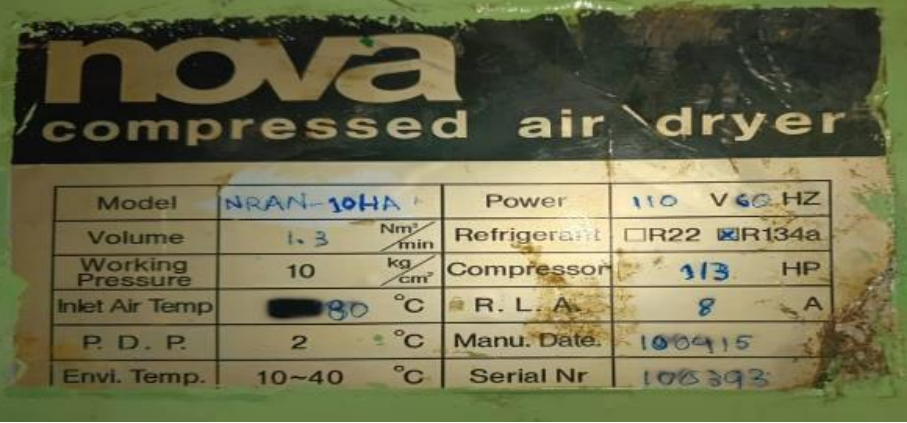 nova
compressed air dryer
Model NRAN-10HA Power 110 V 60 HZ
Volume 1.3 Nm³/min Refrigerant □R22 ☒R134a
Working Pressure 10 kg/cm² Compressor 1/3 HP
Inlet Air Temp 80 °C R. L. A. 8 A
P. D. P. 2 °C Manu. Date. 100415
Envi. Temp. 10~40 °C Serial Nr